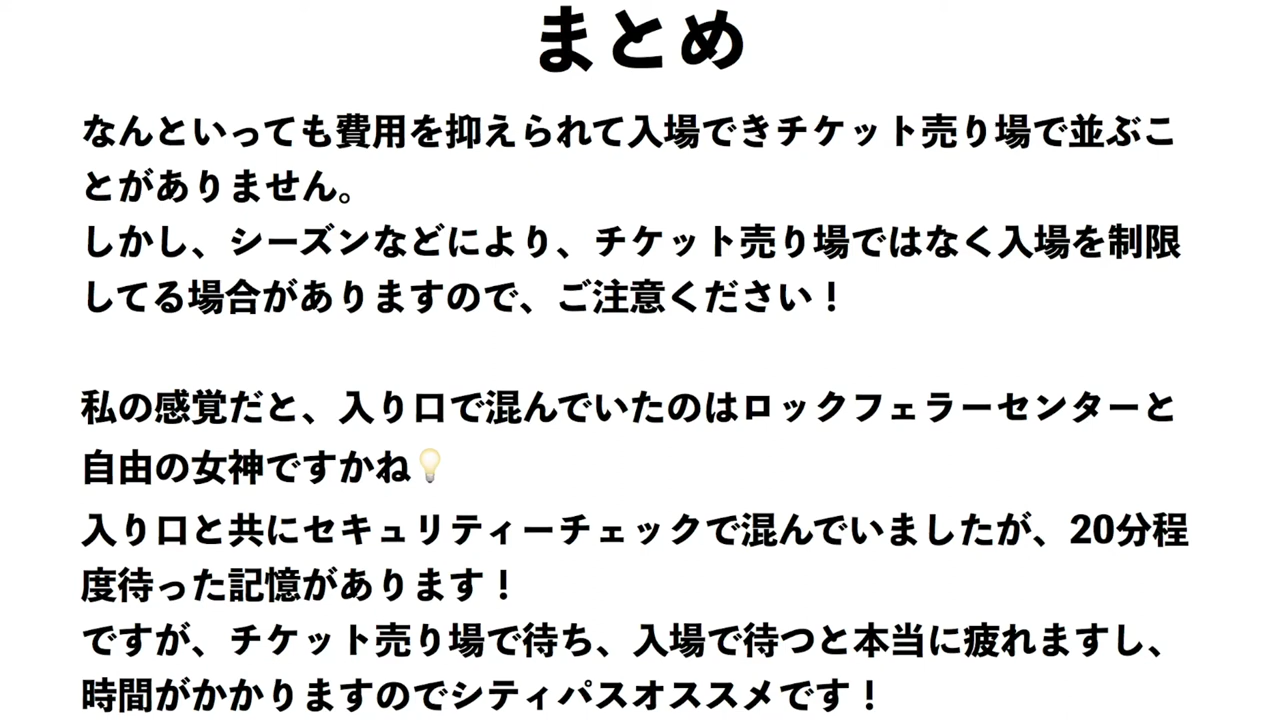 まとめ
なんといっても費用を抑えられて入場できチケット売り場で並ぶこ
とがありません。
しかし、シーズンなどにより、チケット売り場ではなく入場を制限
してる場合がありますので、ご注意ください！
私の感覚だと、入り口で混んでいたのはロックフェラーセンターと
自由の女神ですかね💡
入り口と共にセキュリティーチェックで混んでいましたが、20分程
度待った記憶があります！
ですが、チケット売り場で待ち、入場で待つと本当に疲れますし、
時間がかかりますのでシティパスオススメです！